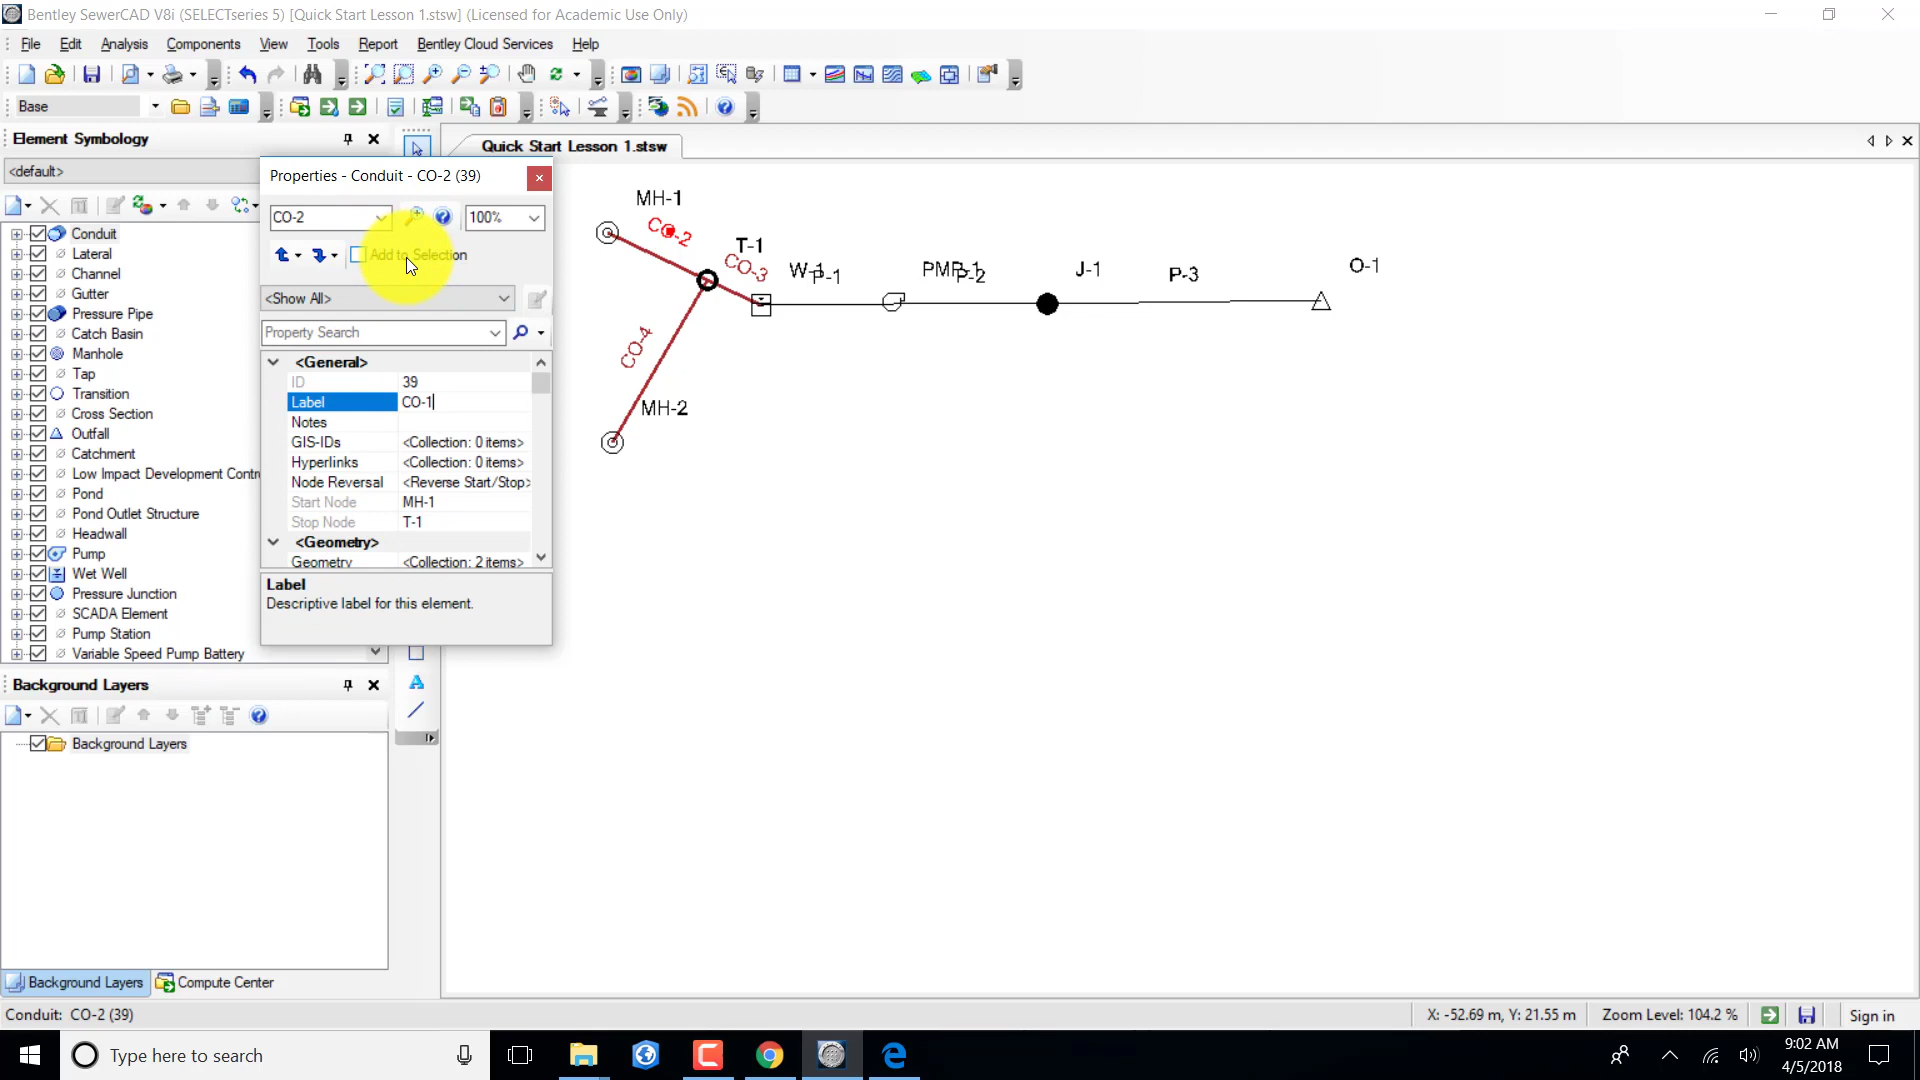 Bentley SewerCAD V8i (SELECTseries 5) [Quick Start Lesson 1.stsw] (Licensed for Academic Use Only)
File Edit Analysis Components View Tools Report Bentley Cloud Services Help
Base
Element Symbology
<default>
Conduit
Lateral
Channel
Gutter
Pressure Pipe
Catch Basin
Manhole
Tap
Transition
Cross Section
Outfall
Catchment
Low Impact Development Contr
Pond
Pond Outlet Structure
Headwall
Pump
Wet Well
Pressure Junction
SCADA Element
Pump Station
Variable Speed Pump Battery
Background Layers
Background Layers
Background Layers Compute Center
Properties - Conduit - CO-2 (39)
CO-2 100%
Add to Selection
<Show All>
Property Search
<General>
ID 39
Label CO-1
Notes
GIS-IDs <Collection: 0 items>
Hyperlinks <Collection: 0 items>
Node Reversal <Reverse Start/Stop>
Start Node MH-1
Stop Node T-1
<Geometry>
Geometry <Collection: 2 items>
Label
Descriptive label for this element.
Quick Start Lesson 1.stsw
MH-1
CO-2
T-1
CO-3
P-1
P-2
J-1
P-3
O-1
CO-4
MH-2
Conduit: CO-2 (39)
X: -52.69 m, Y: 21.55 m Zoom Level: 104.2 % Sign in
Type here to search
9:02 AM
4/5/2018